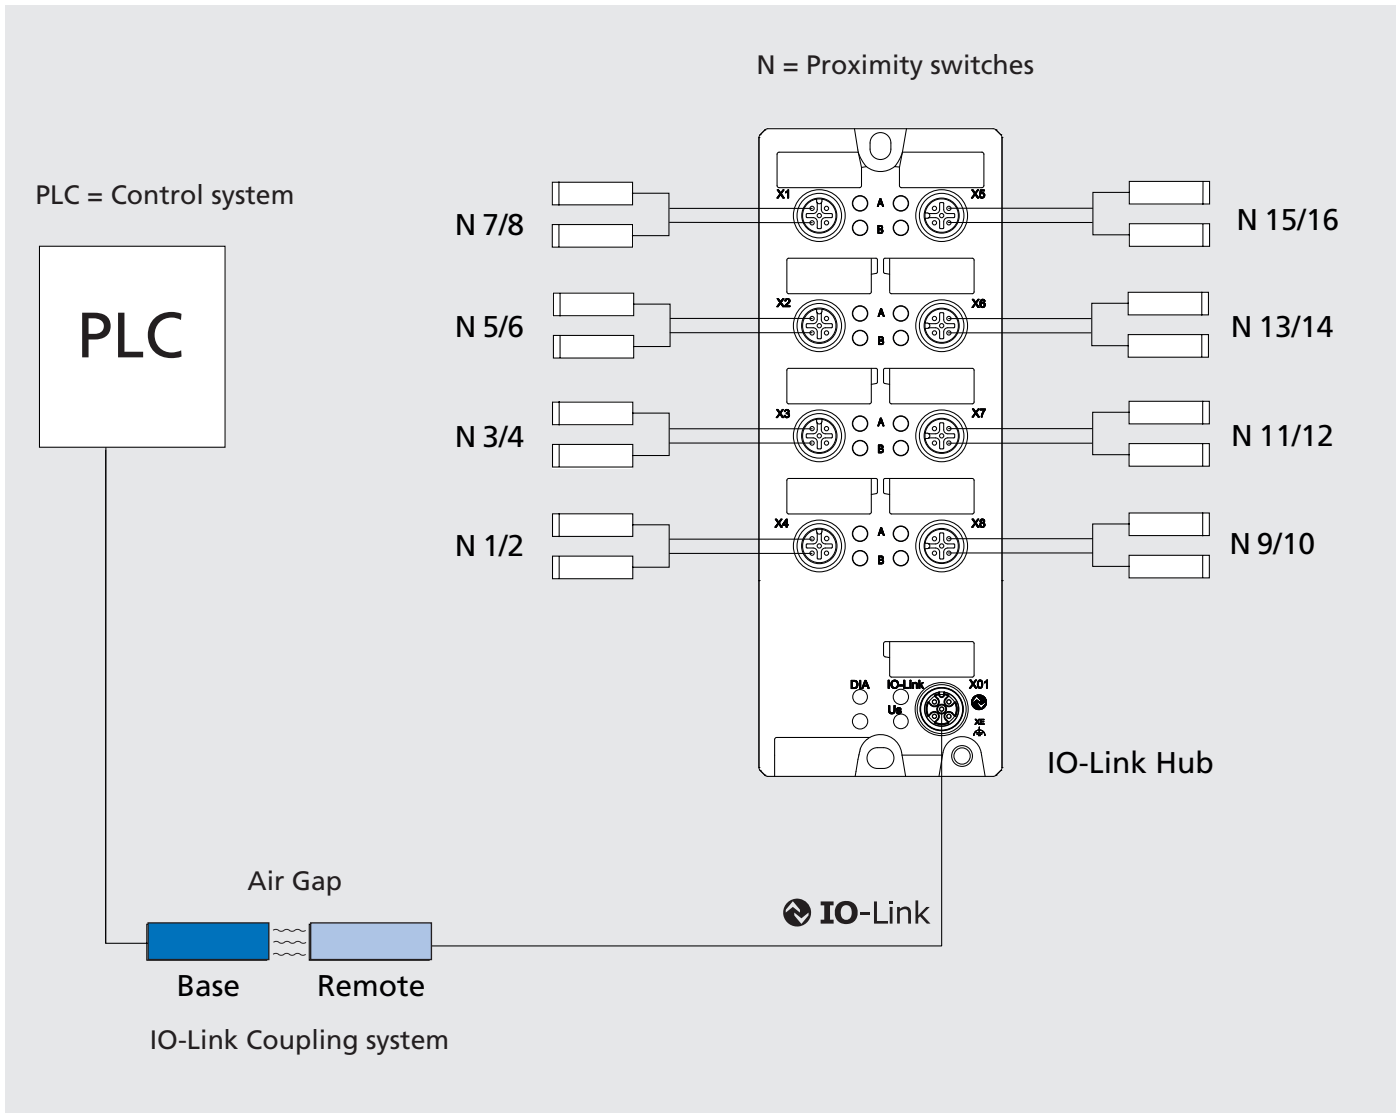 N = Proximity switches
PLC = Control system
PLC
X1
A
B
X5
N 7/8
N 15/16
X2
A
B
X6
N 5/6
N 13/14
X3
A
B
X7
N 3/4
N 11/12
X4
A
B
X8
N 1/2
N 9/10
DIA
IO-Link
X01
Us
XE
IO-Link Hub
Air Gap
IO-Link
Base
Remote
IO-Link Coupling system